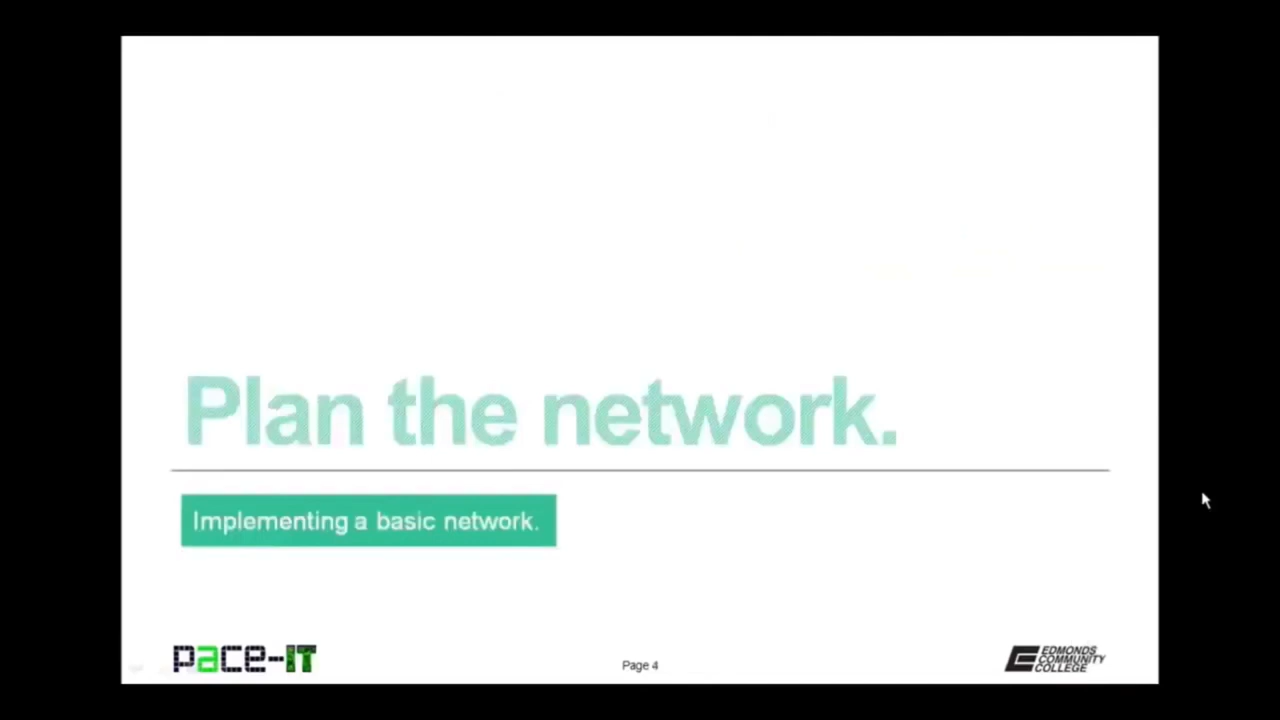 Plan the network.
Implementing a basic network.
pace-IT
Page 4
EDMONDS
COMMUNITY
COLLEGE